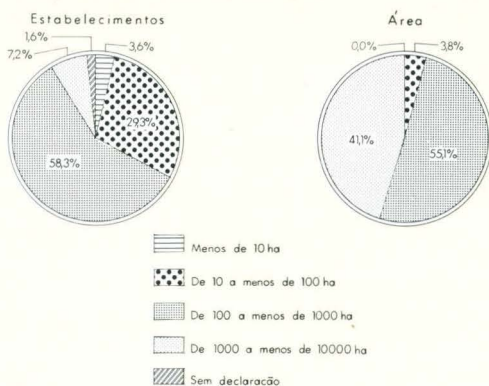 Estabelecimentos
1,6%
3,6%
7,2%
29,3%
58,3%
Área
0,0%
3,8%
41,1%
55,1%
Menos de 10 ha
De 10 a menos de 100 ha
De 100 a menos de 1000 ha
De 1000 a menos de 10000 ha
Sem declaração